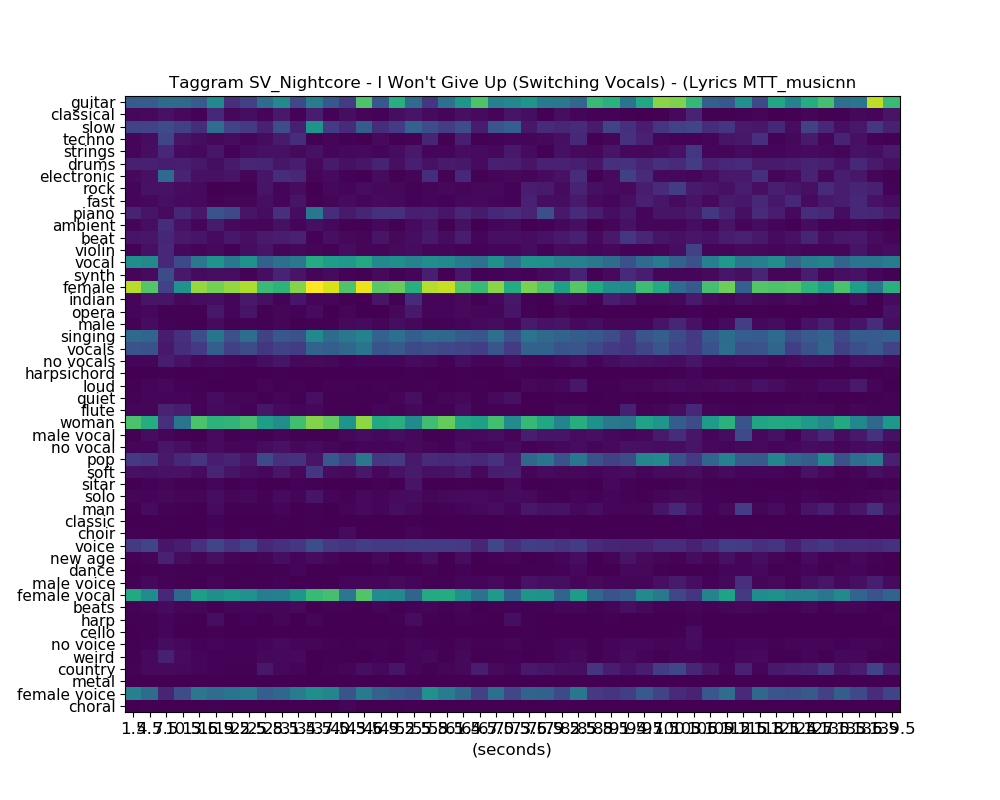 Taggram SV_Nightcore - I Won't Give Up (Switching Vocals) - (Lyrics MTT_musicnn
guitar
classical
slow
techno
strings
drums
electronic
rock
fast
piano
ambient
beat
violin
vocal
synth
female
indian
opera
male
singing
vocals
no vocals
harpsichord
loud
quiet
flute
woman
male vocal
no vocal
pop
soft
sitar
solo
man
classic
choir
voice
new age
dance
male voice
female vocal
beats
harp
cello
no voice
weird
country
metal
female voice
choral
(seconds)